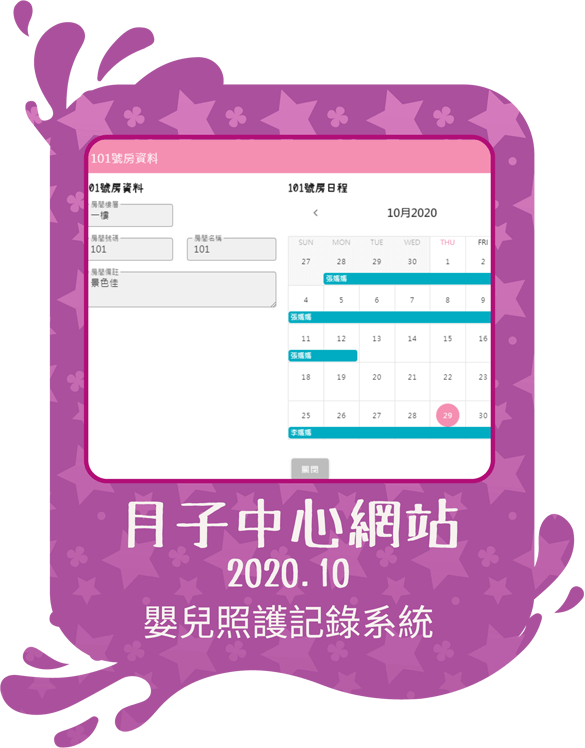 101號房資料
01號房資料
房間樓層
一樓
房間號碼
101
房間名稱
101
房間備註
景色佳
101號房日程
10月2020
SUN MON TUE WED THU FRI
27 28 29 30 1 2
張媽媽
4 5 6 7 8 9
張媽媽
11 12 13 14 15 16
張媽媽
18 19 20 21 22 23
25 26 27 28 29 30
李媽媽
關閉
月子中心網站
2020.10
嬰兒照護記錄系統